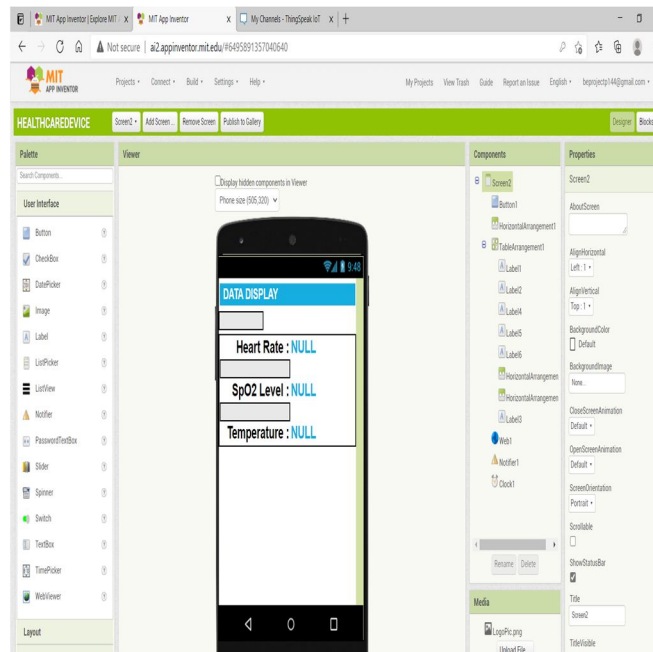 MIT App Inventor | Explore MIT
MIT App Inventor
My Channels - ThingSpeak IoT
Not secure | ai2.appinventor.mit.edu/#6495891357040640
MIT
APP INVENTOR
Projects Connect Build Settings Help
My Projects View Trash Guide Report an Issue English beprojectp144@gmail.com
HEALTHCAREDEVICE
Screen2 Add Screen ... Remove Screen Publish to Gallery
Designer Blocks
Palette
Viewer
Components
Properties
Search Components...
User Interface
Button
CheckBox
DatePicker
Image
Label
ListPicker
ListView
Notifier
PasswordTextBox
Slider
Spinner
Switch
TextBox
TimePicker
WebViewer
Layout
Display hidden components in Viewer
Phone size (505,320)
9:48
DATA DISPLAY
Heart Rate : NULL
SpO2 Level : NULL
Temperature : NULL
Screen2
Button1
HorizontalArrangement1
TableArrangement1
Label1
Label2
Label4
Label5
Label6
HorizontalArrangemen
HorizontalArrangemen
Label3
Web1
Notifier1
Clock1
Rename Delete
Media
LogoPic.png
Upload File ...
Screen2
AboutScreen
AlignHorizontal
Left : 1
AlignVertical
Top : 1
BackgroundColor
Default
BackgroundImage
None...
CloseScreenAnimation
Default
OpenScreenAnimation
Default
ScreenOrientation
Portrait
Scrollable
ShowStatusBar
Title
Screen2
TitleVisible